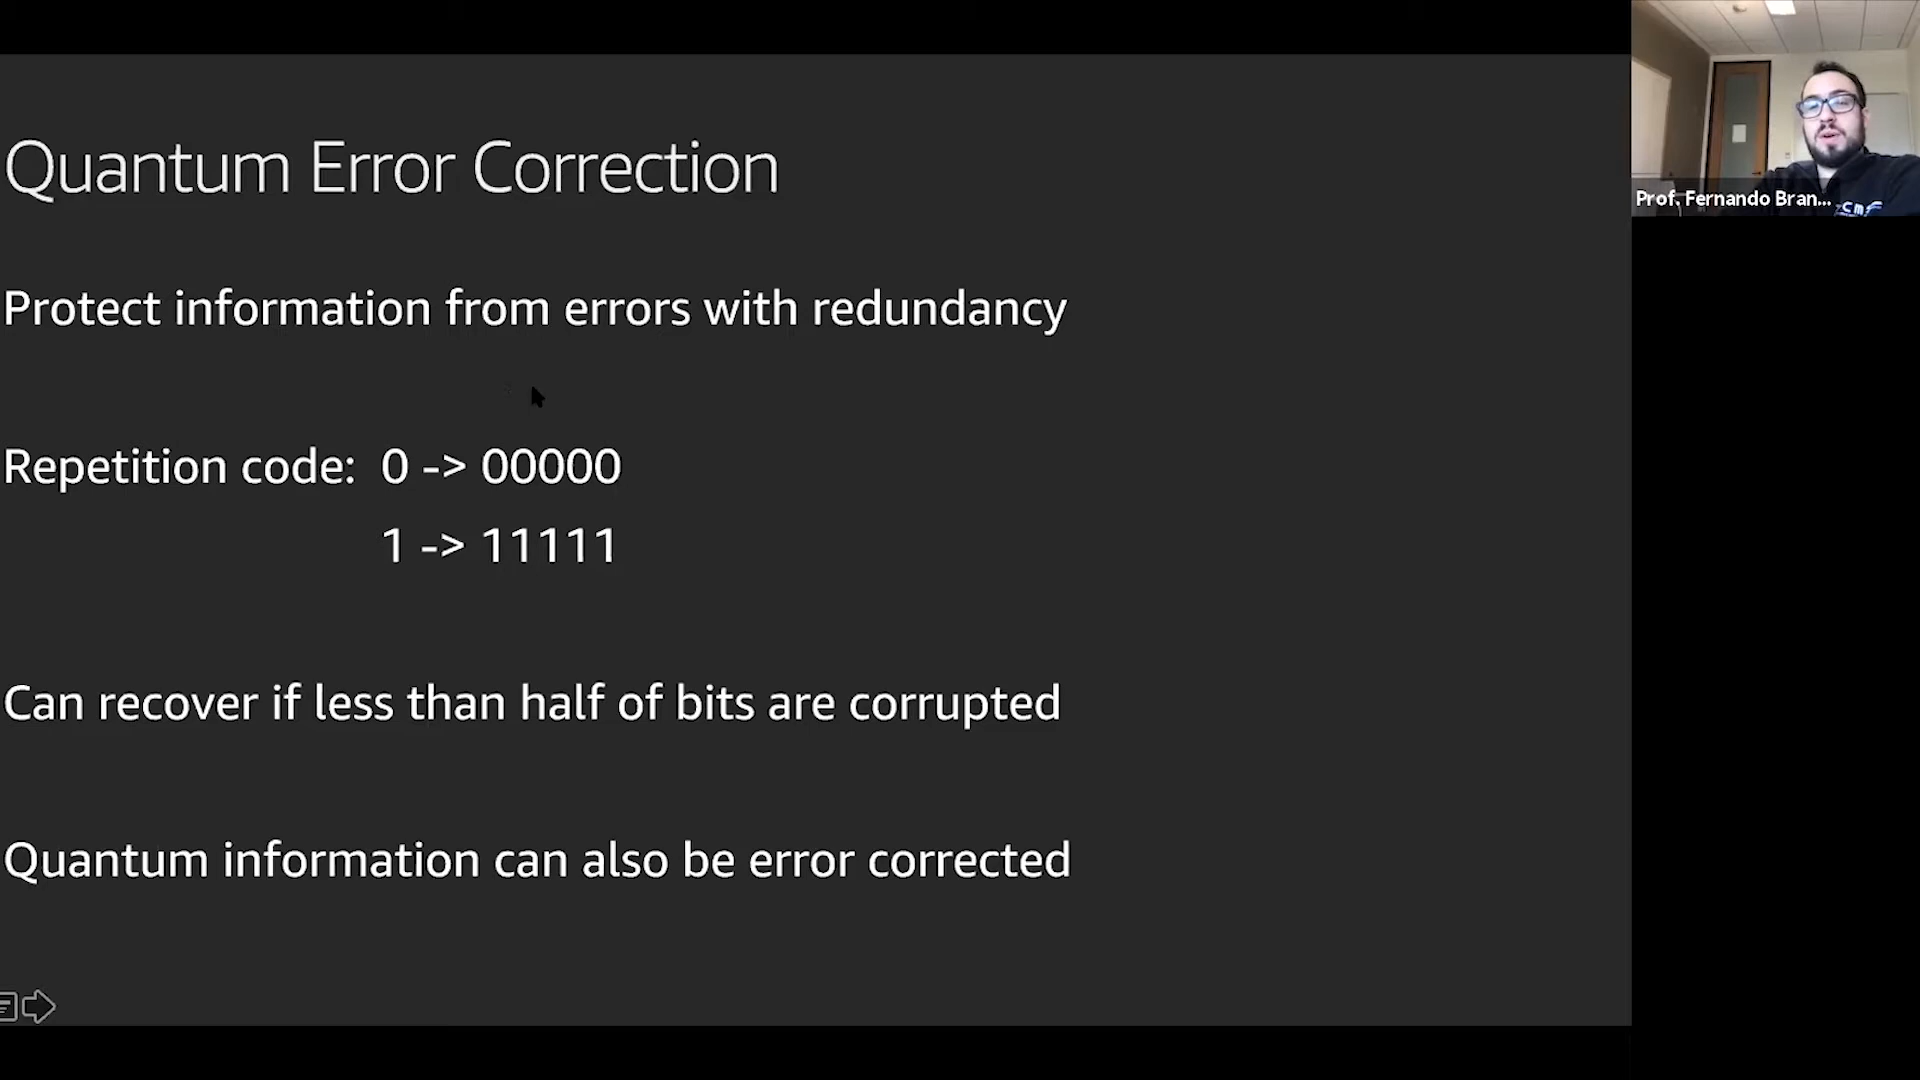 Quantum Error Correction
Protect information from errors with redundancy
Repetition code: 0 -> 00000
1 -> 11111
Can recover if less than half of bits are corrupted
Quantum information can also be error corrected
Prof. Fernando Bran...